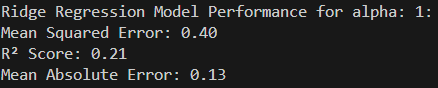 Ridge Regression Model Performance for alpha: 1:
Mean Squared Error: 0.40
R² Score: 0.21
Mean Absolute Error: 0.13